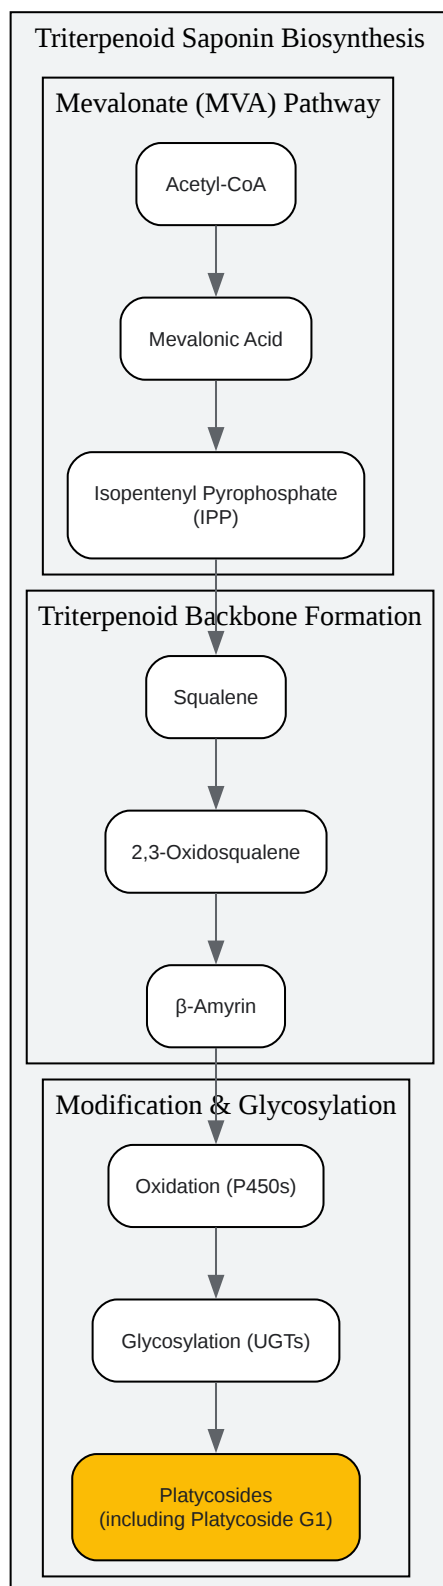 Triterpenoid Saponin Biosynthesis
Mevalonate (MVA) Pathway
Acetyl-CoA
Mevalonic Acid
Isopentenyl Pyrophosphate
(IPP)
Triterpenoid Backbone Formation
Squalene
2,3-Oxidosqualene
β-Amyrin
Modification & Glycosylation
Oxidation (P450s)
Glycosylation (UGTs)
Platycosides
(including Platycoside G1)